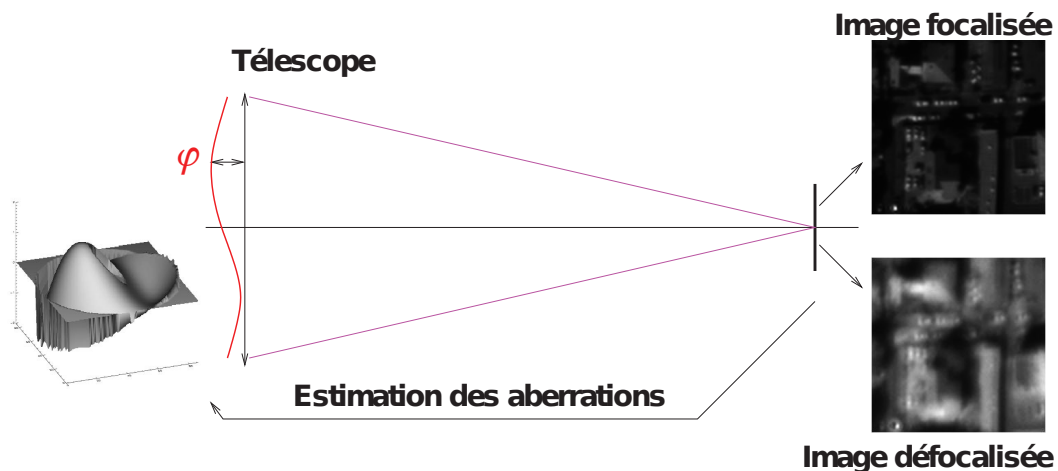 Image focalisée
Télescope
φ
Estimation des aberrations
Image défocalisée